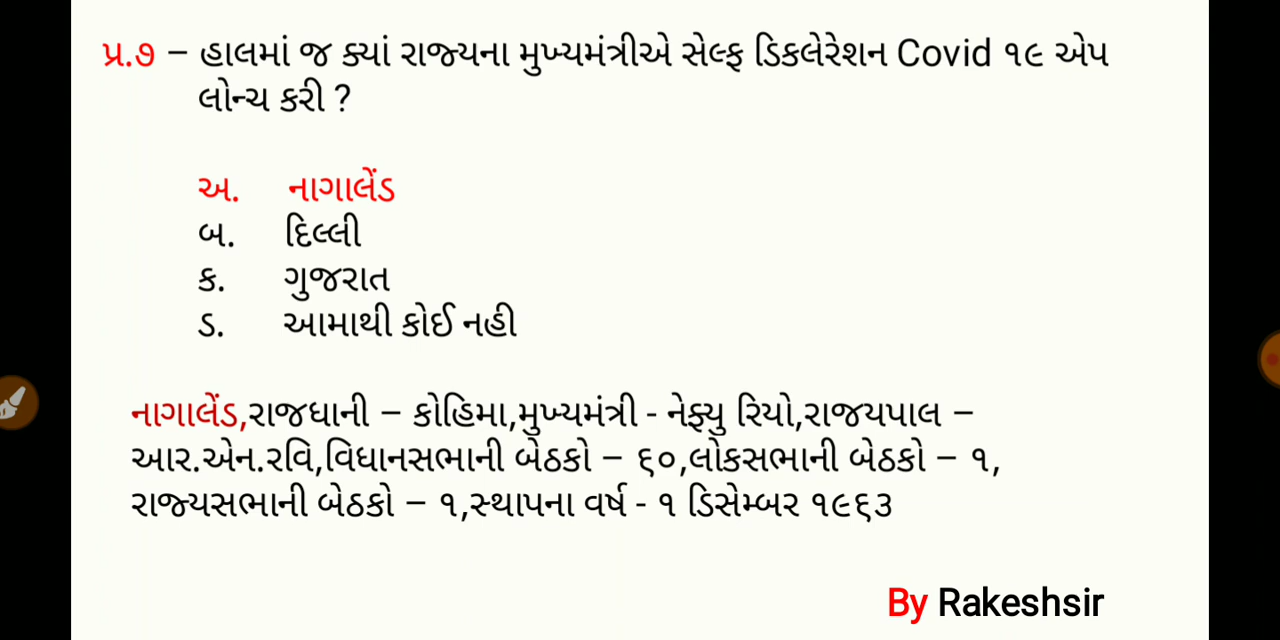 પ્ર.૭ – હાલમાં જ ક્યાં રાજ્યના મુખ્યમંત્રીએ સેલ્ફ ડિકલેરેશન Covid ૧૯ એપ
લોન્ચ કરી ?
અ. નાગાલેંડ
બ. દિલ્લી
ક. ગુજરાત
ડ. આમાથી કોઈ નહી
નાગાલેંડ,રાજધાની – કોહિમા,મુખ્યમંત્રી - નેફ્યુ રિયો,રાજયપાલ –
આર.એન.રવિ,વિધાનસભાની બેઠકો – ૬૦,લોકસભાની બેઠકો – ૧,
રાજ્યસભાની બેઠકો – ૧,સ્થાપના વર્ષ - ૧ ડિસેમ્બર ૧૯૬૩
By Rakeshsir